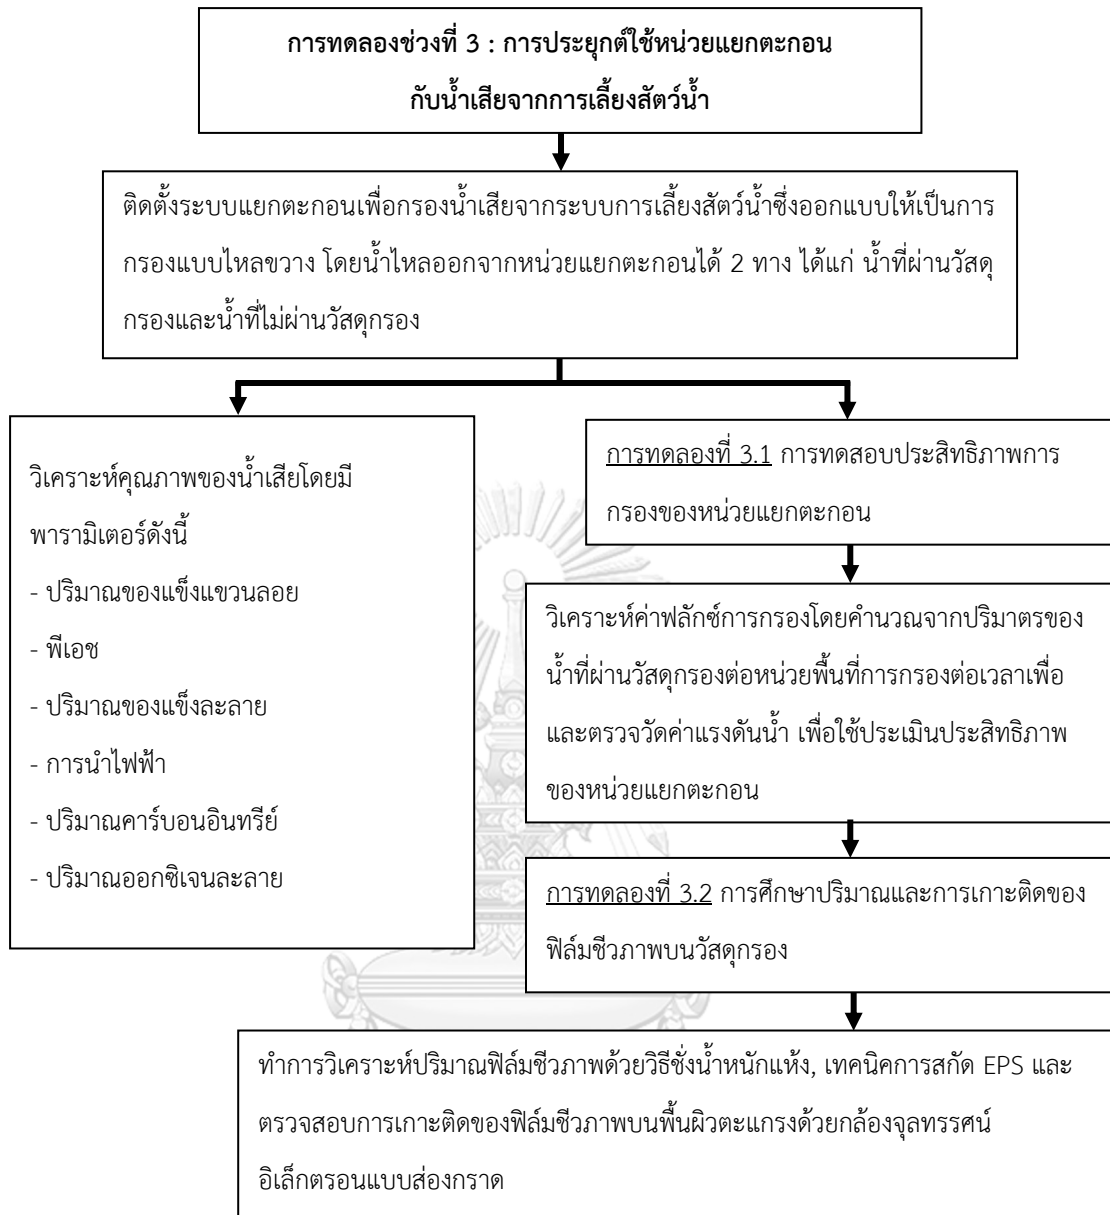 การทดลองช่วงที่ 3 : การประยุกต์ใช้หน่วยแยกตะกอน
กับน้ำเสียจากการเลี้ยงสัตว์น้ำ
ติดตั้งระบบแยกตะกอนเพื่อกรองน้ำเสียจากระบบการเลี้ยงสัตว์น้ำซึ่งออกแบบให้เป็นการ
กรองแบบไหลขวาง โดยน้ำไหลออกจากหน่วยแยกตะกอนได้ 2 ทาง ได้แก่ น้ำที่ผ่านวัสดุ
กรองและน้ำที่ไม่ผ่านวัสดุกรอง
วิเคราะห์คุณภาพของน้ำเสียโดยมี
พารามิเตอร์ดังนี้
- ปริมาณของแข็งแขวนลอย
- พีเอช
- ปริมาณของแข็งละลาย
- การนำไฟฟ้า
- ปริมาณคาร์บอนอินทรีย์
- ปริมาณออกซิเจนละลาย
การทดลองที่ 3.1 การทดสอบประสิทธิภาพการ
กรองของหน่วยแยกตะกอน
วิเคราะห์ค่าฟลักซ์การกรองโดยคำนวณจากปริมาตรของ
น้ำที่ผ่านวัสดุกรองต่อหน่วยพื้นที่การกรองต่อเวลาเพื่อ
และตรวจวัดค่าแรงดันน้ำ เพื่อใช้ประเมินประสิทธิภาพ
ของหน่วยแยกตะกอน
การทดลองที่ 3.2 การศึกษาปริมาณและการเกาะติดของ
ฟิล์มชีวภาพบนวัสดุกรอง
ทำการวิเคราะห์ปริมาณฟิล์มชีวภาพด้วยวิธีชั่งน้ำหนักแห้ง, เทคนิคการสกัด EPS และ
ตรวจสอบการเกาะติดของฟิล์มชีวภาพบนพื้นผิวตะแกรงด้วยกล้องจุลทรรศน์
อิเล็กตรอนแบบส่องกราด